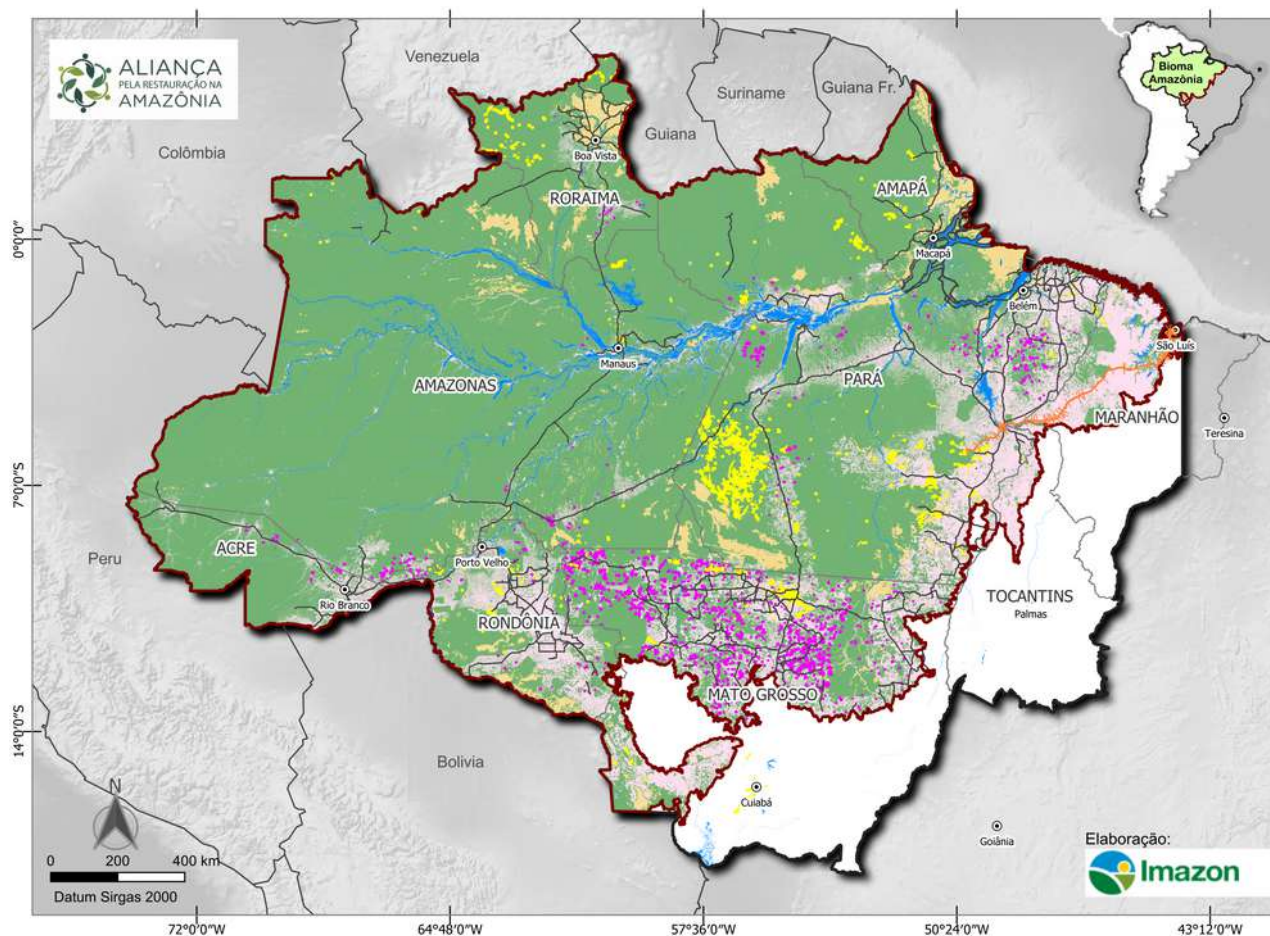 ALIANÇA
PELA RESTAURAÇÃO NA
AMAZÔNIA
Venezuela
Suriname
Guiana Fr.
Guiana
Colômbia
Bioma
Amazônia
Boa Vista
RORAIMA
AMAPÁ
Macapá
Belém
São Luís
Manaus
AMAZONAS
PARÁ
MARANHÃO
Teresina
Peru
ACRE
Porto Velho
Rio Branco
RONDÔNIA
TOCANTINS
Palmas
MATO GROSSO
Bolivia
Cuiabá
Goiânia
0°0'0"
7°0'0"S
14°0'0"S
N
0 200 400 km
Datum Sirgas 2000
Elaboração:
Imazon
72°0'0"W
64°48'0"W
57°36'0"W
50°24'0"W
43°12'0"W